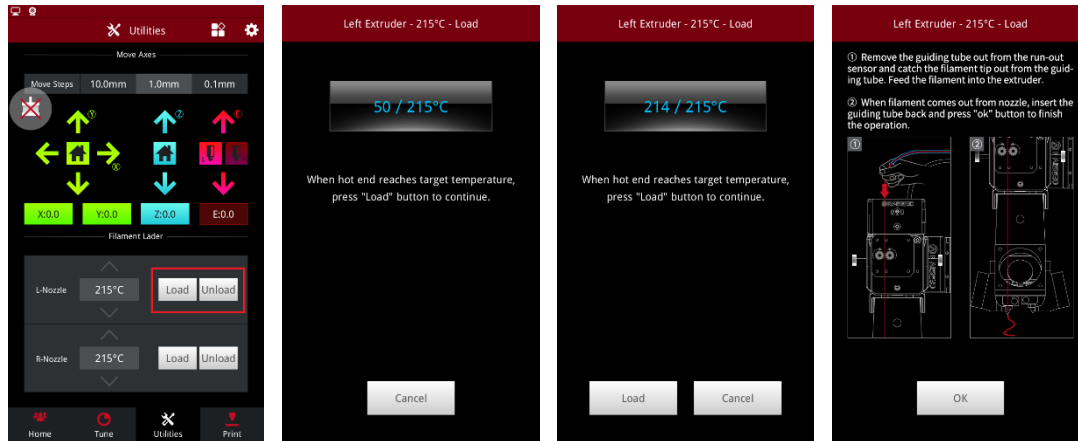 Utilities
Move Axes
Move Steps 10.0mm 1.0mm 0.1mm
Y Z E
X
L R
X:0.0 Y:0.0 Z:0.0 E:0.0
Filament Lader
L-Nozzle 215°C Load Unload
R-Nozzle 215°C Load Unload
Home Tune Utilities Print
Left Extruder - 215°C - Load
50 / 215°C
When hot end reaches target temperature,
press "Load" button to continue.
Cancel
Left Extruder - 215°C - Load
214 / 215°C
When hot end reaches target temperature,
press "Load" button to continue.
Load Cancel
Left Extruder - 215°C - Load
① Remove the guiding tube out from the run-out
sensor and catch the filament tip out from the guid-
ing tube. Feed the filament into the extruder.
② When filament comes out from nozzle, insert the
guiding tube back and press "ok" button to finish
the operation.
① ②
OK